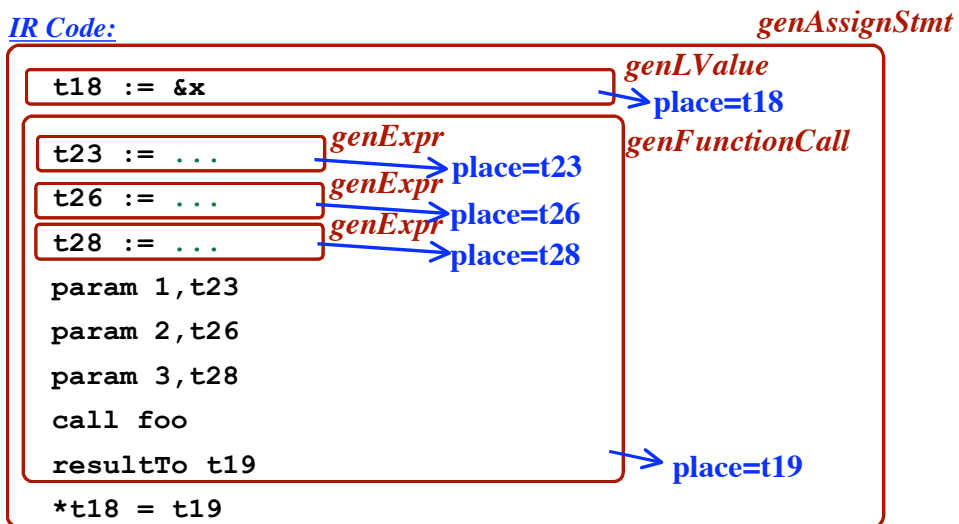 IR Code:
genAssignStmt
t18 := &x
genLValue
place=t18
genFunctionCall
t23 := ...
genExpr
place=t23
t26 := ...
genExpr
place=t26
t28 := ...
genExpr
place=t28
param 1,t23
param 2,t26
param 3,t28
call foo
resultTo t19
place=t19
*t18 = t19